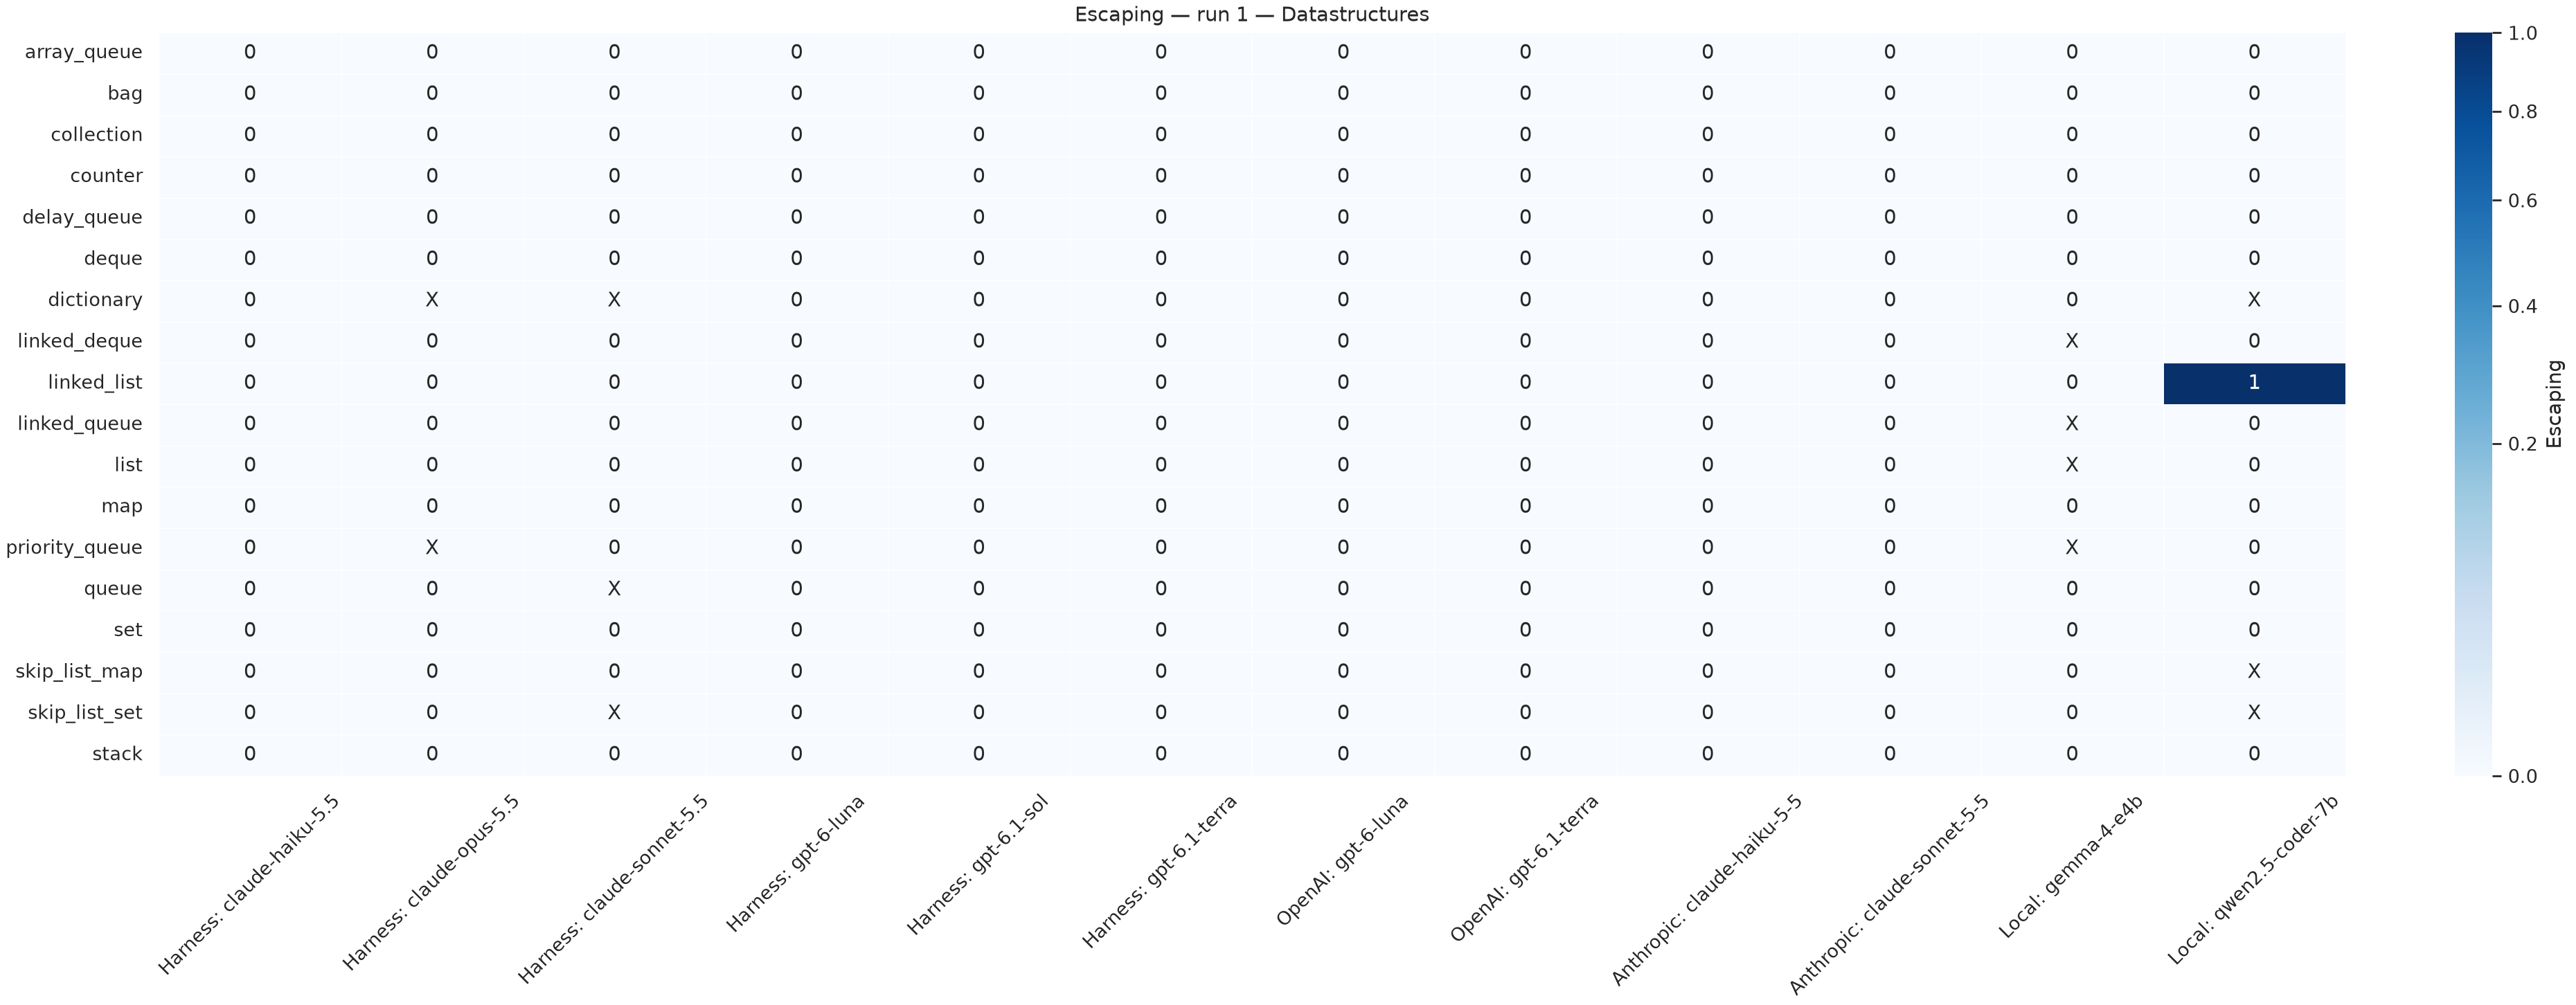 Escaping — run 1 — Datastructures
array_queue 0 0 0 0 0 0 0 0 0 0 0 0
bag 0 0 0 0 0 0 0 0 0 0 0 0
collection 0 0 0 0 0 0 0 0 0 0 0 0
counter 0 0 0 0 0 0 0 0 0 0 0 0
delay_queue 0 0 0 0 0 0 0 0 0 0 0 0
deque 0 0 0 0 0 0 0 0 0 0 0 0
dictionary 0 X X 0 0 0 0 0 0 0 0 X
linked_deque 0 0 0 0 0 0 0 0 0 0 X 0
linked_list 0 0 0 0 0 0 0 0 0 0 0 1
linked_queue 0 0 0 0 0 0 0 0 0 0 X 0
list 0 0 0 0 0 0 0 0 0 0 X 0
map 0 0 0 0 0 0 0 0 0 0 0 0
priority_queue 0 X 0 0 0 0 0 0 0 0 X 0
queue 0 0 X 0 0 0 0 0 0 0 0 0
set 0 0 0 0 0 0 0 0 0 0 0 0
skip_list_map 0 0 0 0 0 0 0 0 0 0 0 X
skip_list_set 0 0 X 0 0 0 0 0 0 0 0 X
stack 0 0 0 0 0 0 0 0 0 0 0 0
Harness: claude-haiku-5.5
Harness: claude-opus-5.5
Harness: claude-sonnet-5.5
Harness: gpt-6-luna
Harness: gpt-6.1-sol
Harness: gpt-6.1-terra
OpenAI: gpt-6-luna
OpenAI: gpt-6.1-terra
Anthropic: claude-haiku-5-5
Anthropic: claude-sonnet-5-5
Local: gemma-4-e4b
Local: qwen2.5-coder-7b
1.0
0.8
0.6
0.4
0.2
0.0
Escaping